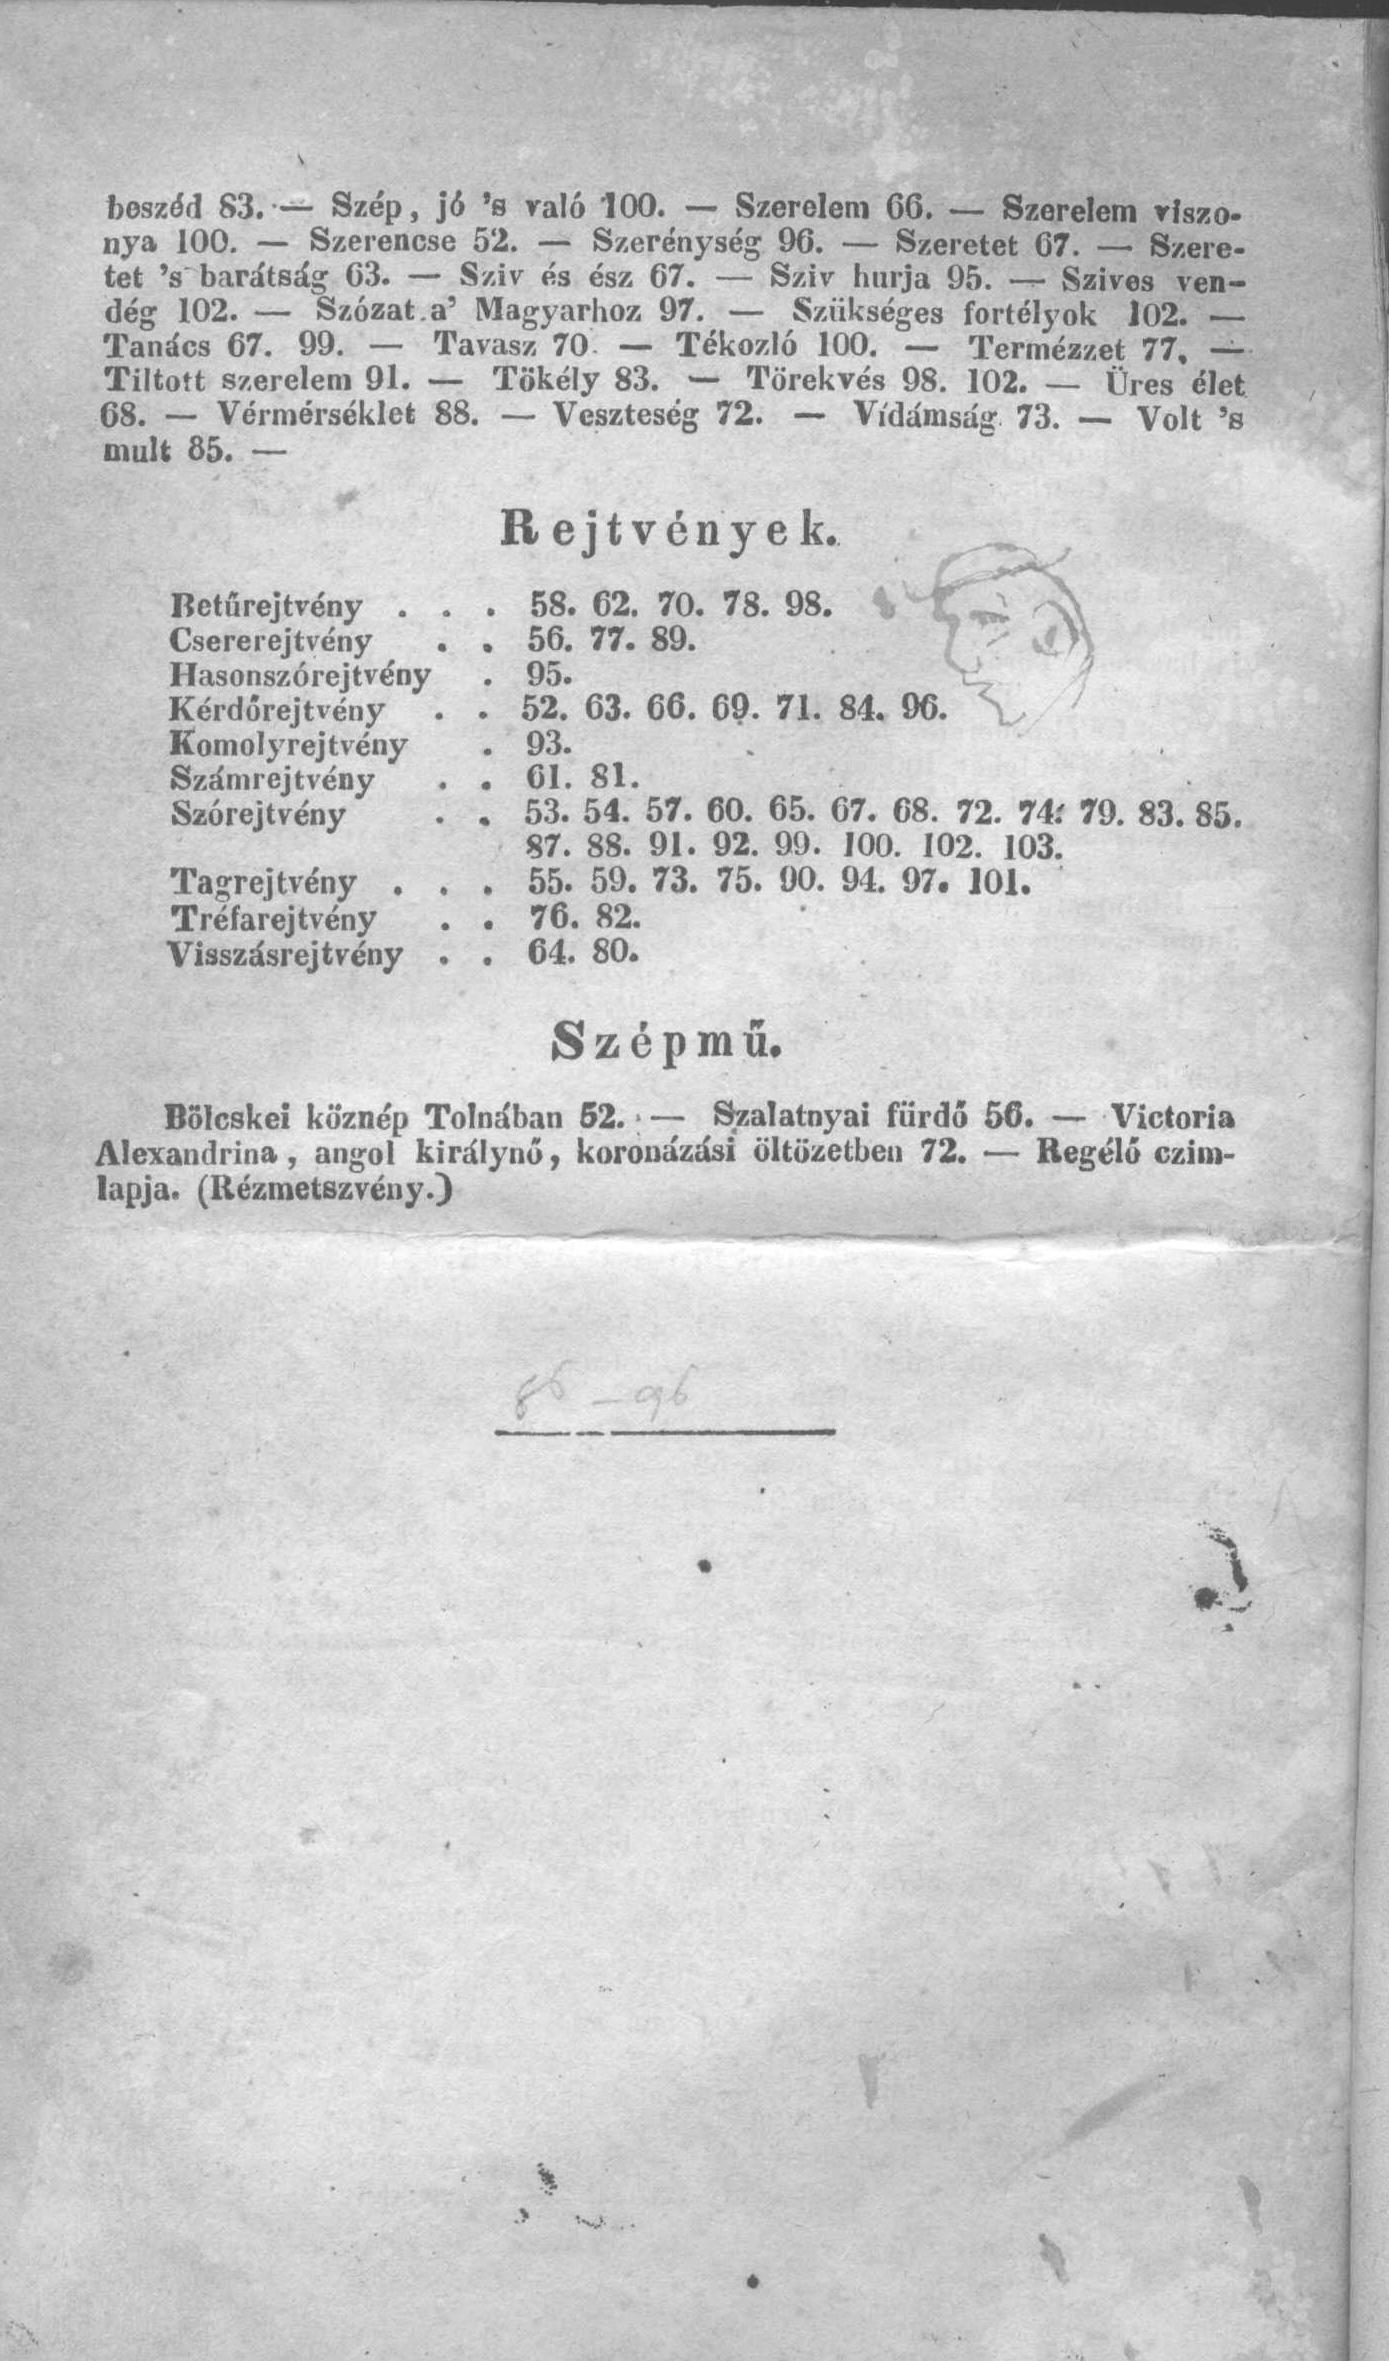 beszéd 83. — Szép, jó 's való 100. — Szerelem 66. — Szerelem viszo-
nya 100. — Szerencse 52. — Szerénység 96. — Szeretet 67. — Szere-
tet 's barátság 63. — Sziv és ész 67. — Sziv hurja 95. — Szives ven-
dég 102. — Szózat a' Magyarhoz 97. — Szükséges fortélyok 102. —
Tanács 67. 99. — Tavasz 70. — Tékozló 100. — Termézzet 77. —
Tiltott szerelem 91. — Tökély 83. — Törekvés 98. 102. — Üres élet
68. — Vérmérséklet 88. — Veszteség 72. — Vídámság 73. — Volt 's
mult 85. —
Rejtvények.
Betűrejtvény . . . 58. 62. 70. 78. 98.
Csererejtvény . . 56. 77. 89.
Hasonszórejtvény . 95.
Kérdőrejtvény . . 52. 63. 66. 69. 71. 84. 96.
Komolyrejtvény . 93.
Számrejtvény . . 61. 81.
Szórejtvény . . 53. 54. 57. 60. 65. 67. 68. 72. 74. 79. 83. 85.
87. 88. 91. 92. 99. 100. 102. 103.
Tagrejtvény . . . 55. 59. 73. 75. 90. 94. 97. 101.
Tréfarejtvény . . 76. 82.
Visszásrejtvény . . 64. 80.
Szépmű.
Bölcskei köznép Tolnában 52. — Szalatnyai fürdő 56. — Victoria
Alexandrina, angol királynő, koronázási öltözetben 72. — Regélő czim-
lapja. (Rézmetszvény.)
86 — 96